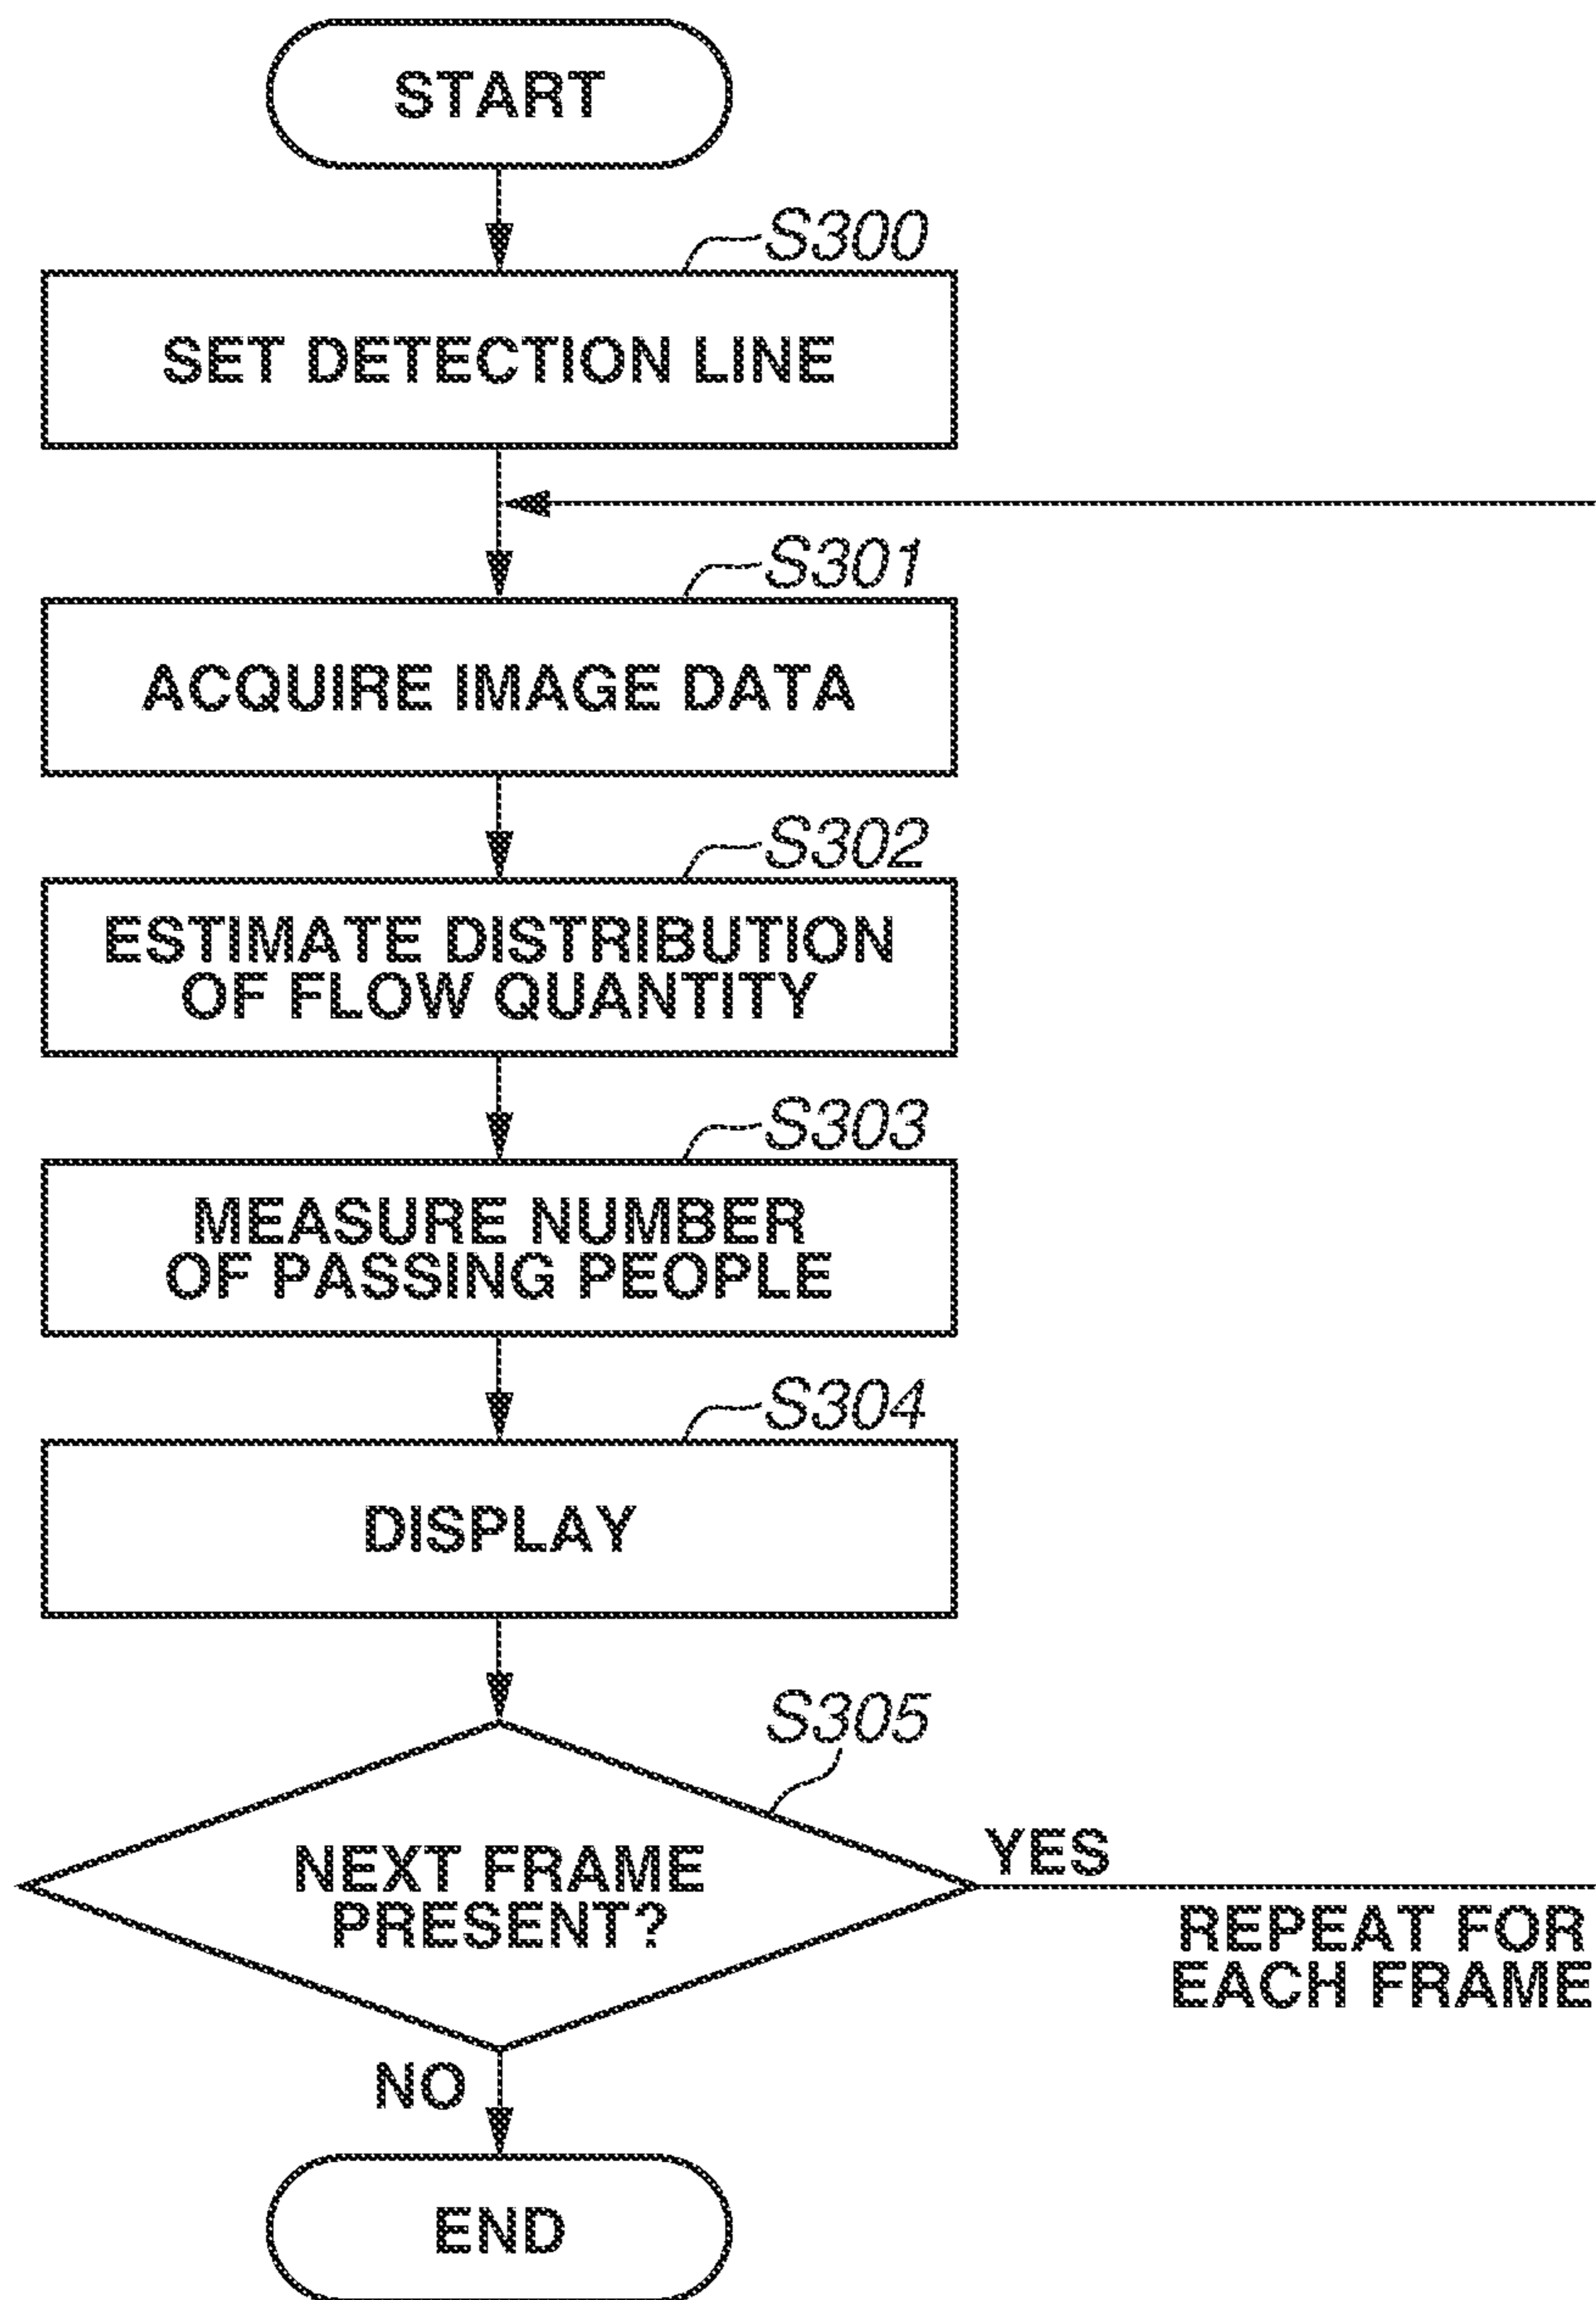 START
S300
SET DETECTION LINE
S301
ACQUIRE IMAGE DATA
S302
ESTIMATE DISTRIBUTION
OF FLOW QUANTITY
S303
MEASURE NUMBER
OF PASSING PEOPLE
S304
DISPLAY
S305
NEXT FRAME
PRESENT?
YES
REPEAT FOR
EACH FRAME
NO
END